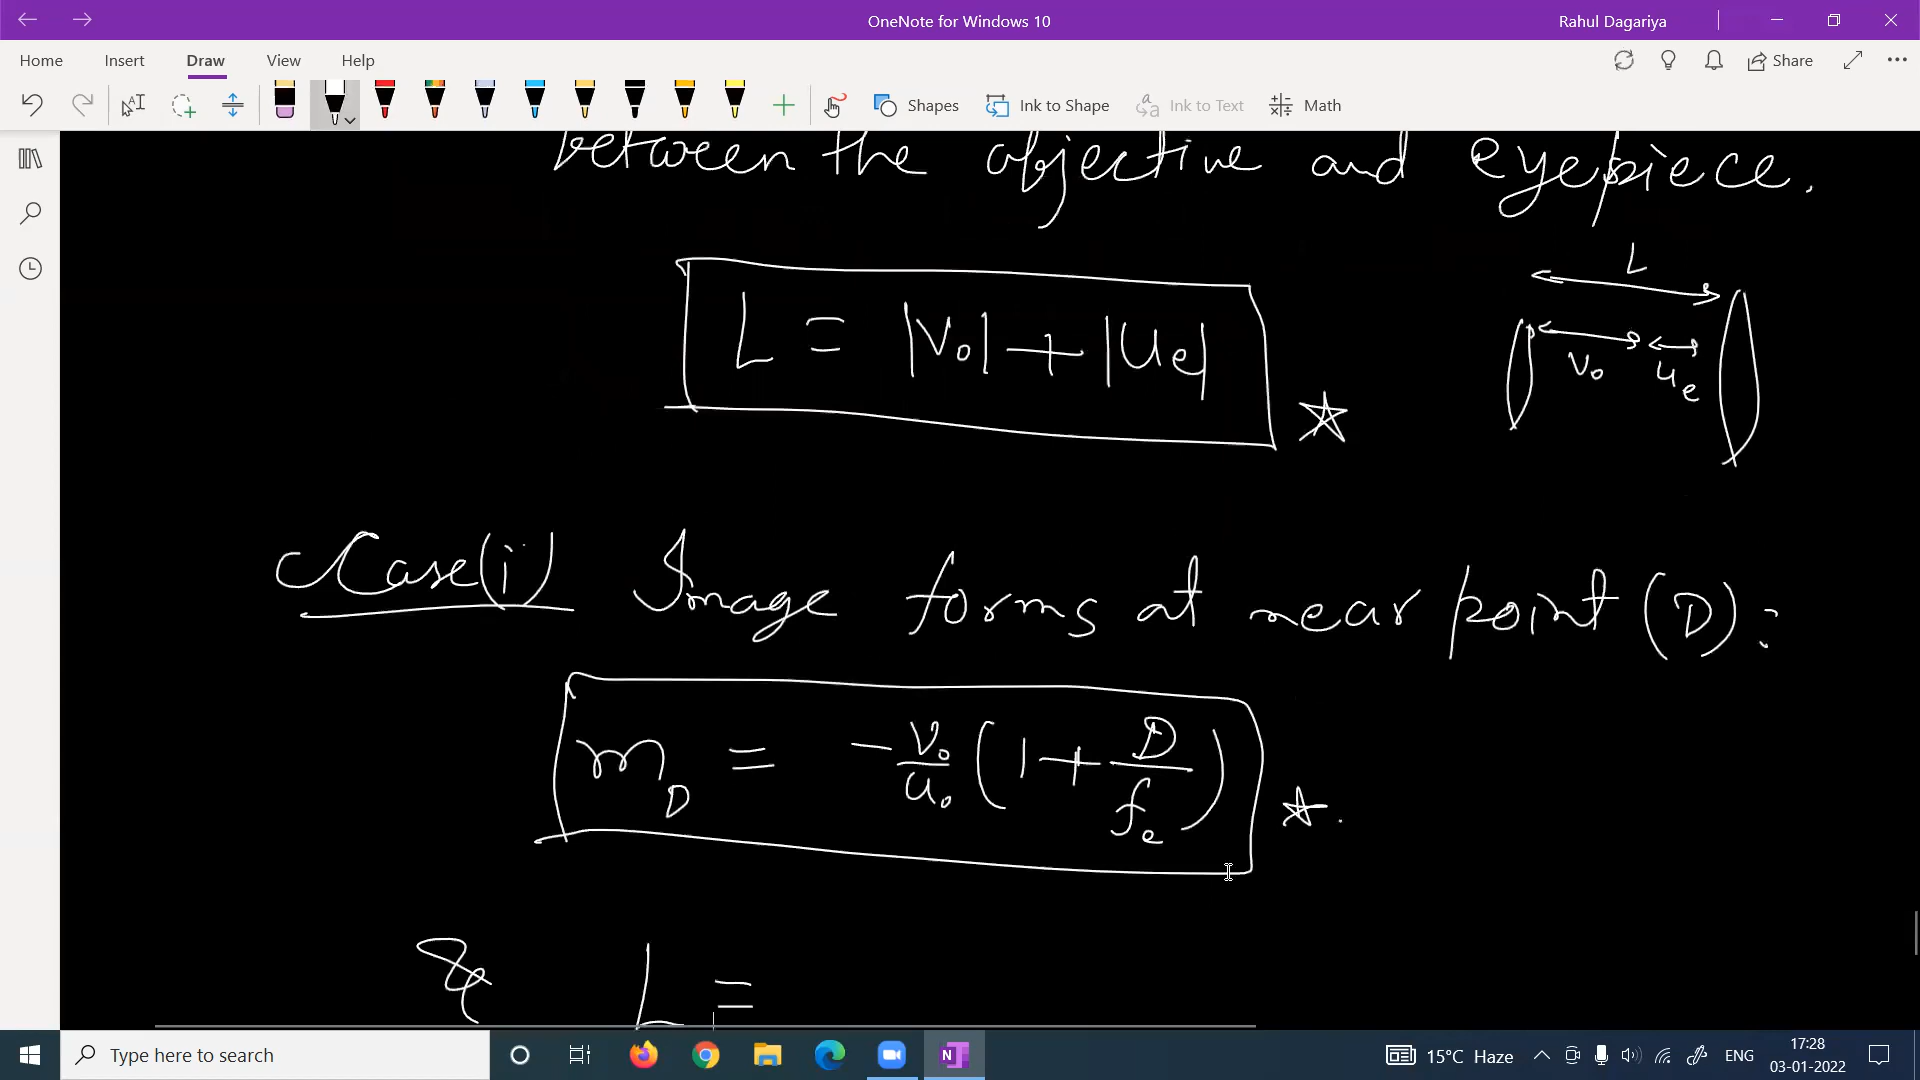 OneNote for Windows 10
Rahul Dagariya
Home Insert Draw View Help
Share
Shapes Ink to Shape Ink to Text Math
between the objective and eyepiece.
L
L = |v₀| + |uₑ|
v₀ uₑ
Case(i) Image forms at near point (D):
m_D = -v₀/u₀ (1 + D/fₑ)
& L =
Type here to search
15°C Haze
ENG
17:28
03-01-2022